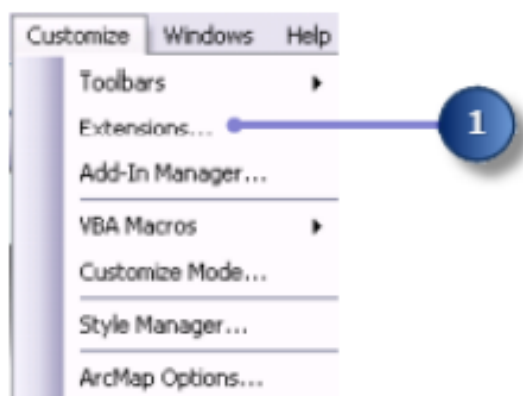 Customize Windows Help
Toolbars
Extensions...
1
Add-In Manager...
VBA Macros
Customize Mode...
Style Manager...
ArcMap Options...